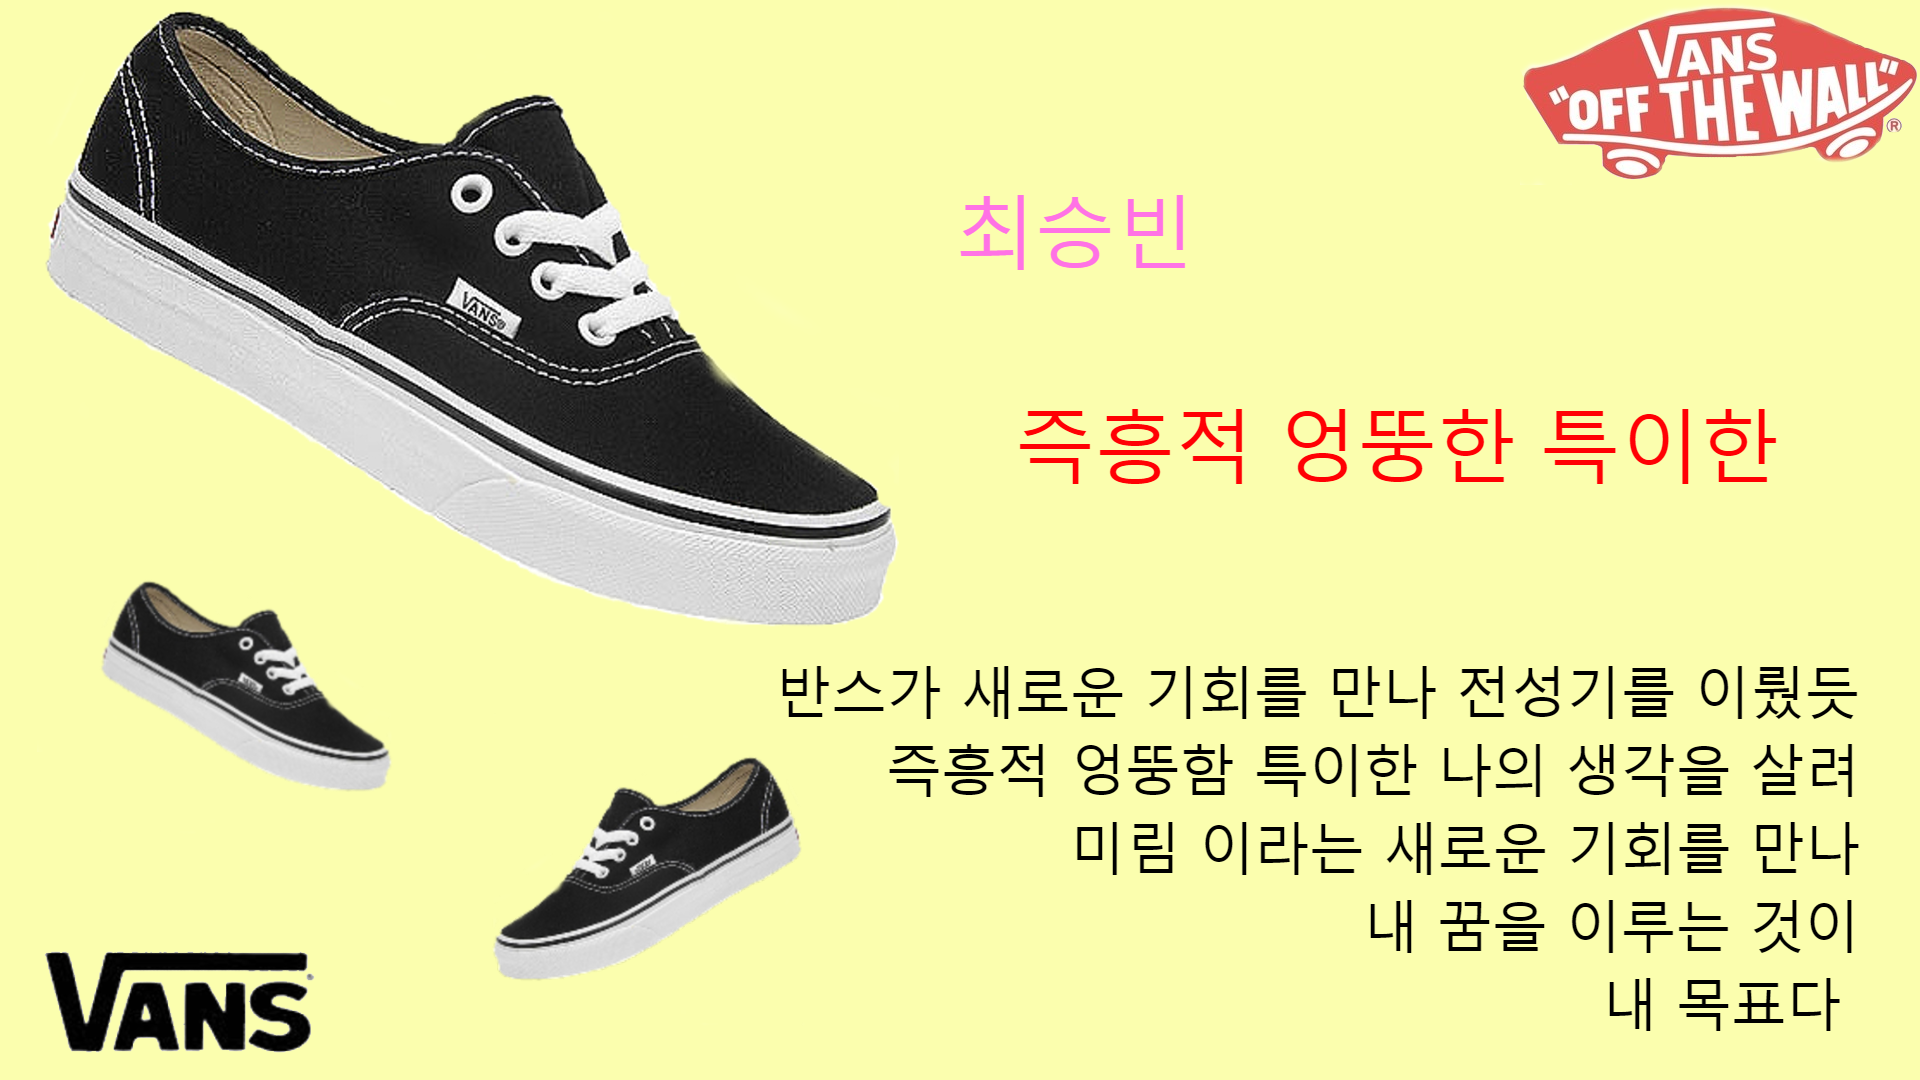 VANS
"OFF THE WALL"
®
최승빈
VANS
즉흥적 엉뚱한 특이한
반스가 새로운 기회를 만나 전성기를 이뤘듯
즉흥적 엉뚱함 특이한 나의 생각을 살려
미림 이라는 새로운 기회를 만나
내 꿈을 이루는 것이
내 목표다
VANS